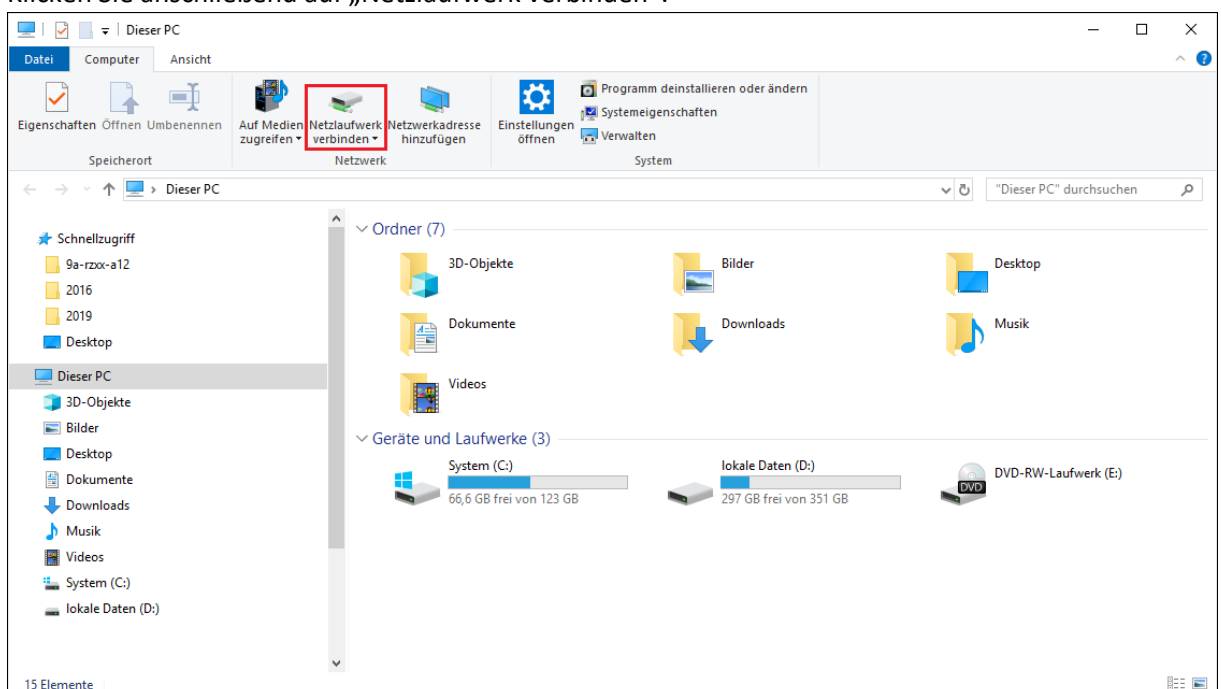 Klicken Sie anschließend auf „Netzlaufwerk verbinden“.
Dieser PC
Datei Computer Ansicht
Eigenschaften Öffnen Umbenennen
Auf Medien zugreifen
Netzlaufwerk verbinden
Netzwerkadresse hinzufügen
Einstellungen öffnen
Programm deinstallieren oder ändern
Systemeigenschaften
Verwalten
Speicherort Netzwerk System
Dieser PC
"Dieser PC" durchsuchen
Schnellzugriff
9a-rzxx-a12
2016
2019
Desktop
Dieser PC
3D-Objekte
Bilder
Desktop
Dokumente
Downloads
Musik
Videos
System (C:)
lokale Daten (D:)
Ordner (7)
3D-Objekte Bilder Desktop
Dokumente Downloads Musik
Videos
Geräte und Laufwerke (3)
System (C:)
66,6 GB frei von 123 GB
lokale Daten (D:)
297 GB frei von 351 GB
DVD
DVD-RW-Laufwerk (E:)
15 Elemente